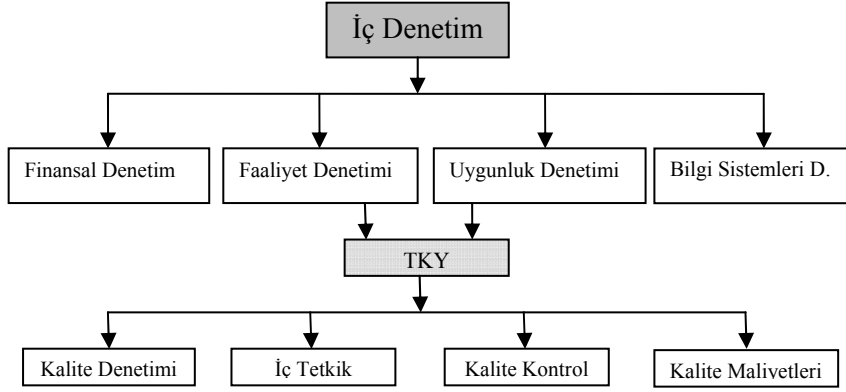 İç Denetim
Finansal Denetim
Faaliyet Denetimi
Uygunluk Denetimi
Bilgi Sistemleri D.
TKY
Kalite Denetimi
İç Tetkik
Kalite Kontrol
Kalite Malivetleri